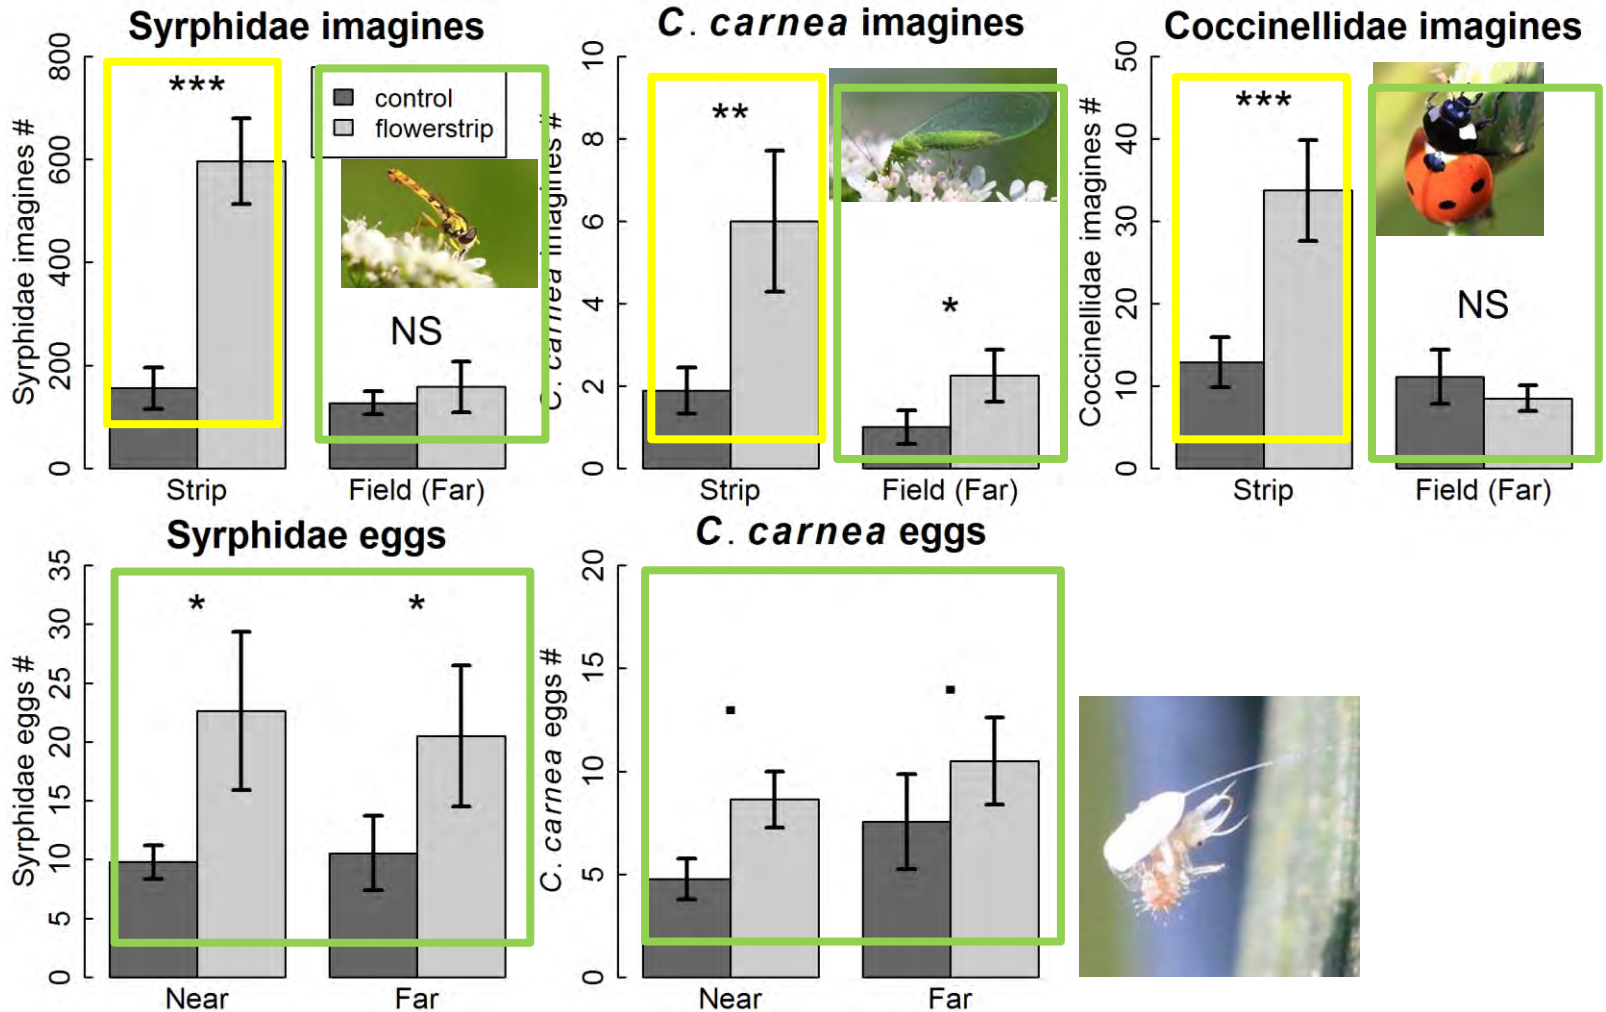 Syrphidae imagines
Syrphidae imagines #
800
600
400
200
0
***
control
flowerstrip
NS
Strip
Field (Far)
C. carnea imagines
C. carnea imagines #
10
8
6
4
2
0
**
*
Strip
Field (Far)
Coccinellidae imagines
Coccinellidae imagines #
50
40
30
20
10
0
***
NS
Strip
Field (Far)
Syrphidae eggs
Syrphidae eggs #
35
30
25
20
15
10
5
0
*
*
Near
Far
C. carnea eggs
C. carnea eggs #
20
15
10
5
0
.
.
Near
Far